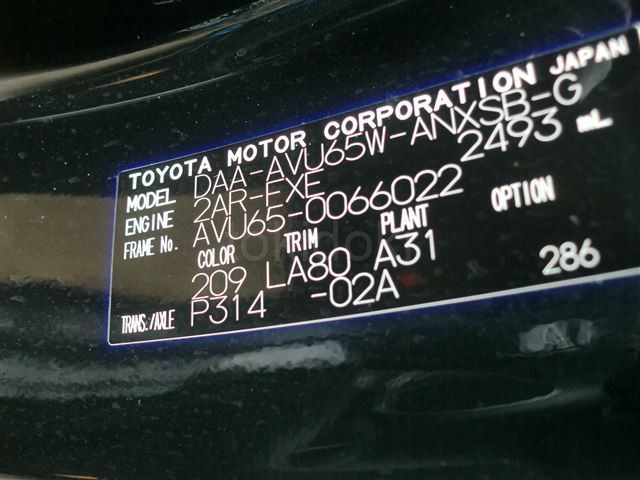 TOYOTA MOTOR CORPORATION JAPAN
MODEL DAA-AVU65W-ANXSB-G
ENGINE 2AR-FXE 2493 mL
FRAME No. AVU65-0066022
COLOR TRIM PLANT OPTION
209 LA80 A31
TRANS./AXLE P314 -02A 286